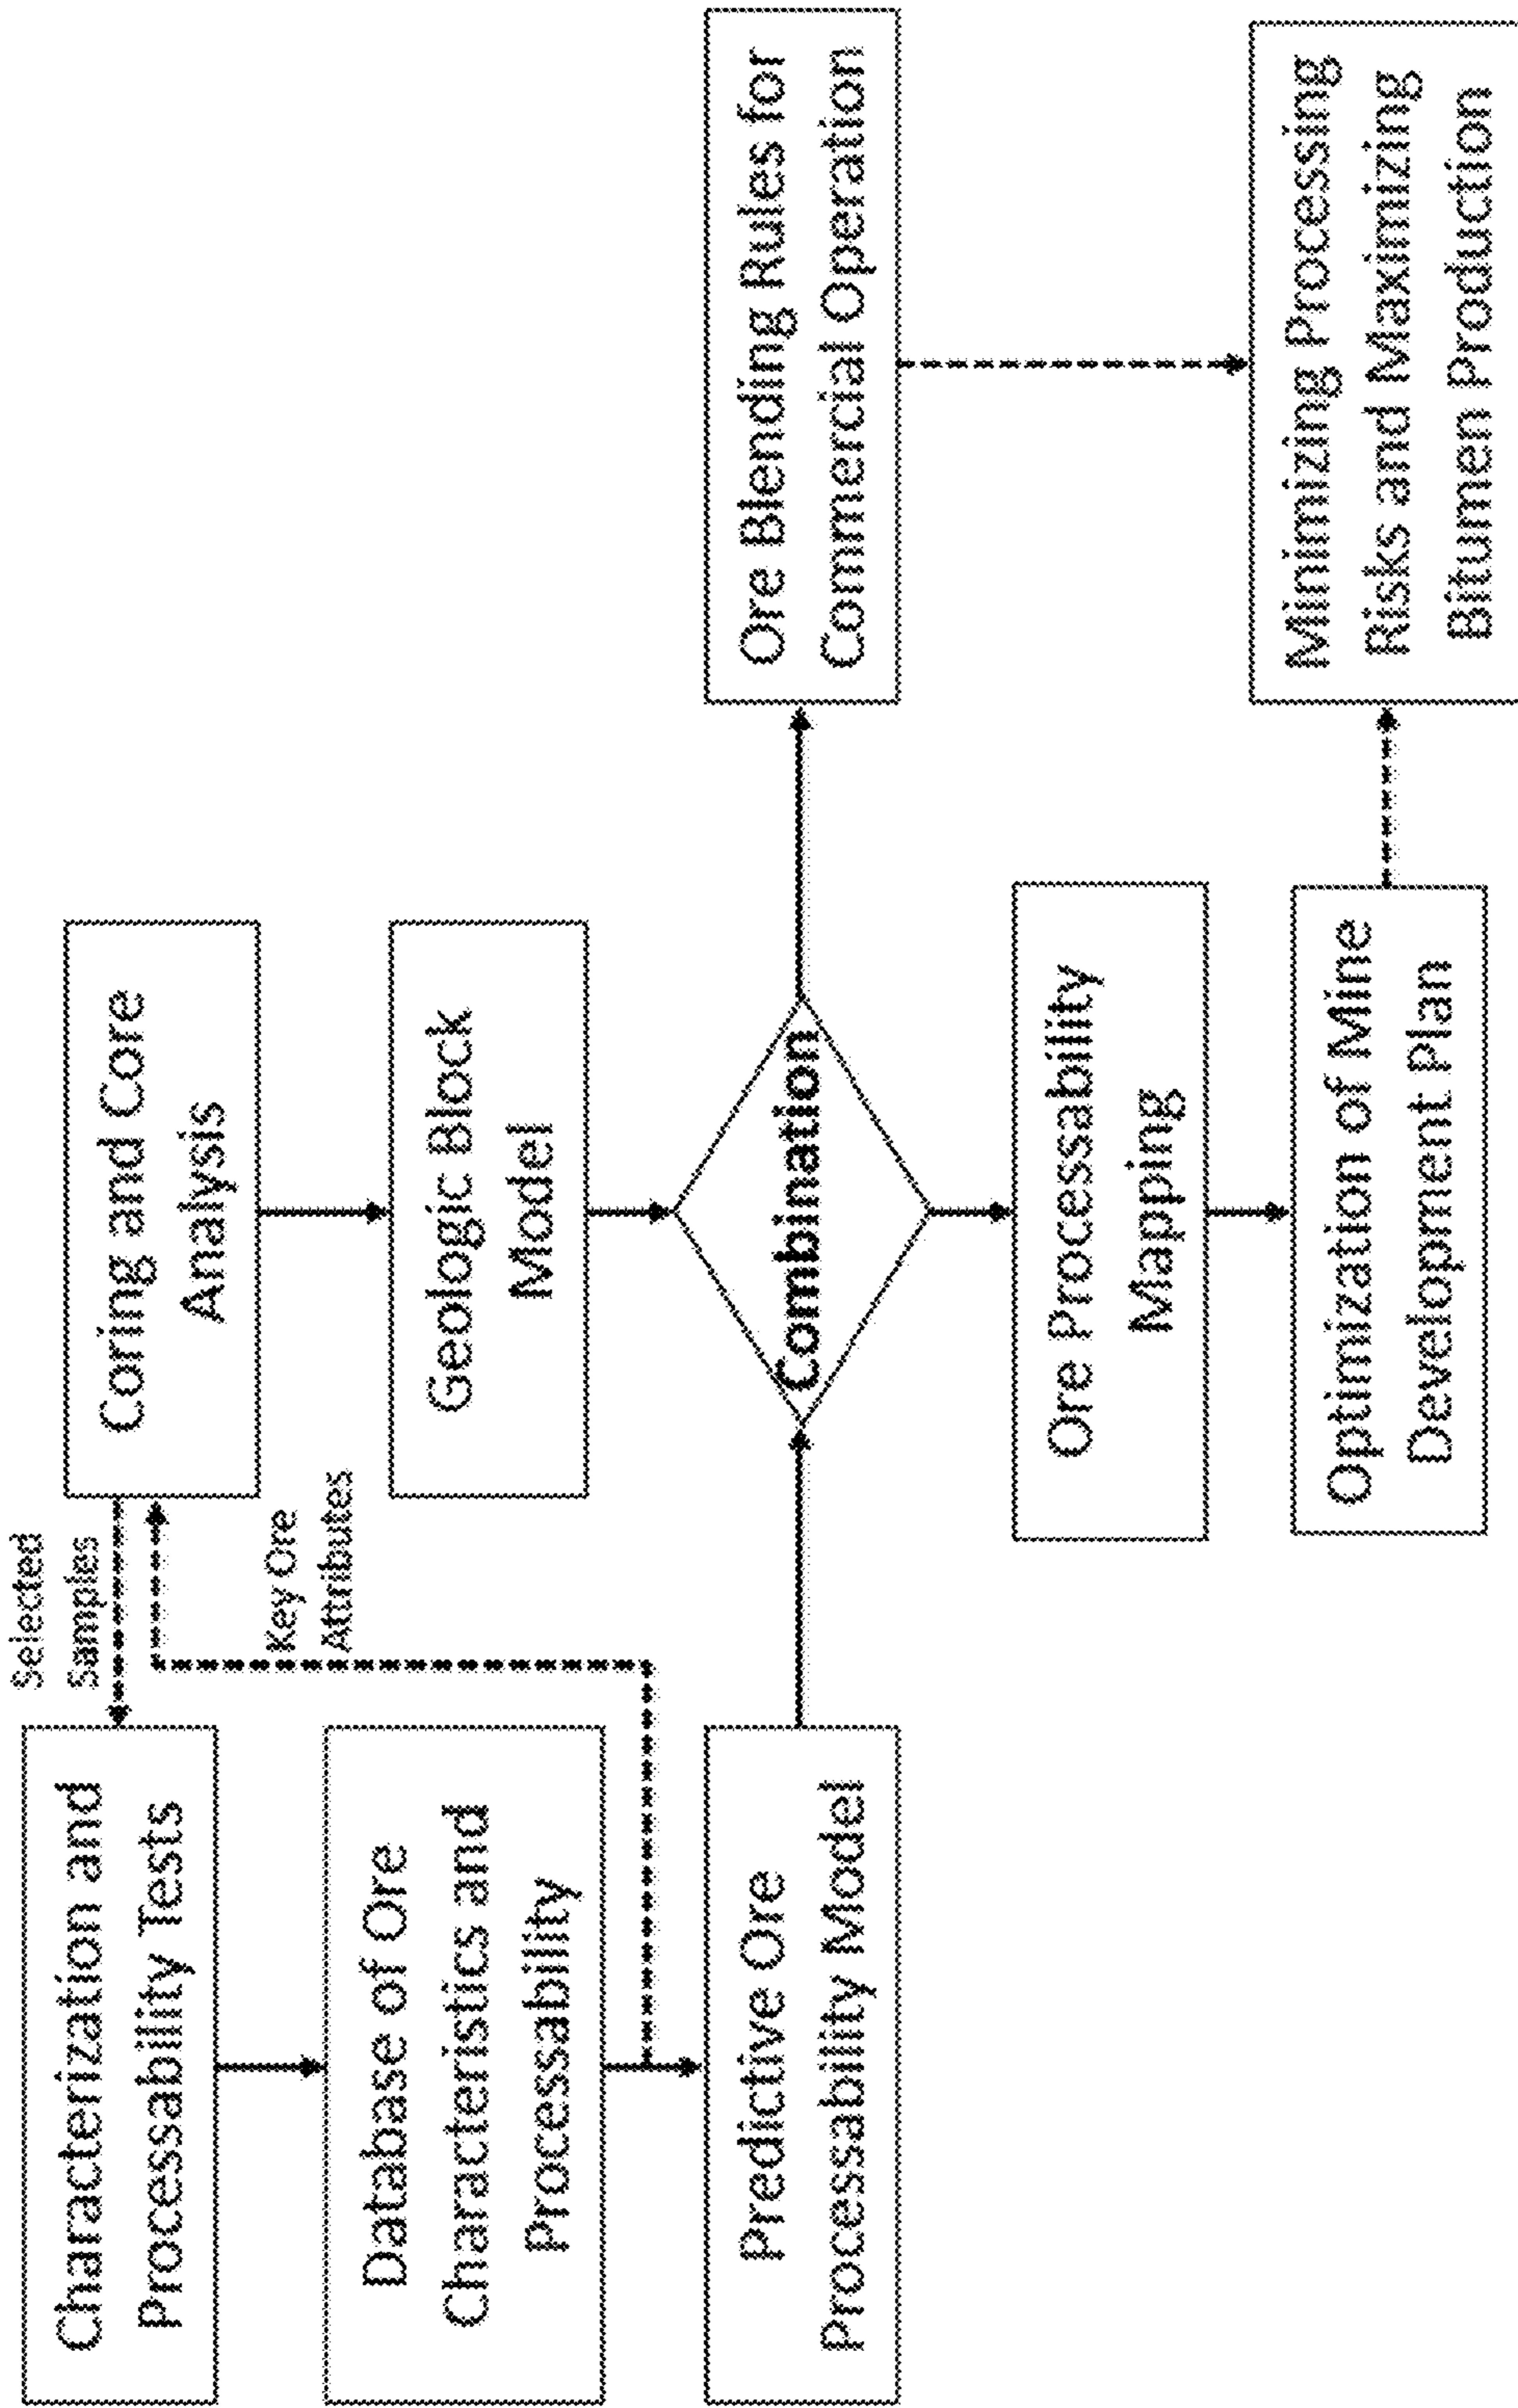 Selected
Samples
Characterization and
Processability Tests
Coring and Core
Analysis
Key Ore
Attributes
Database of Ore
Characteristics and
Processability
Geologic Block
Model
Predictive Ore
Processability Model
Combination
Ore Blending Rules for
Commercial Operation
Ore Processability
Mapping
Optimization of Mine
Development Plan
Minimizing Processing
Risks and Maximizing
Bitumen Production